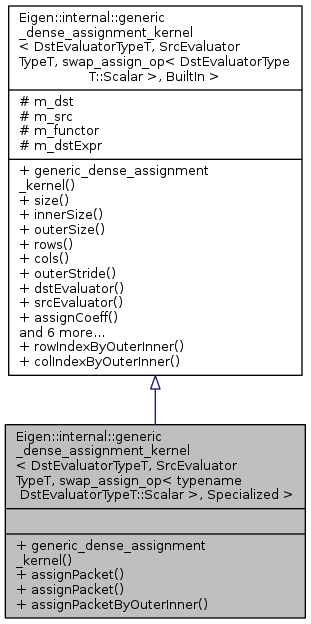 Eigen::internal::generic
_dense_assignment_kernel
< DstEvaluatorTypeT, SrcEvaluator
TypeT, swap_assign_op< DstEvaluatorType
T::Scalar >, BuiltIn >
# m_dst
# m_src
# m_functor
# m_dstExpr
+ generic_dense_assignment
_kernel()
+ size()
+ innerSize()
+ outerSize()
+ rows()
+ cols()
+ outerStride()
+ dstEvaluator()
+ srcEvaluator()
+ assignCoeff()
and 6 more...
+ rowIndexByOuterInner()
+ colIndexByOuterInner()
Eigen::internal::generic
_dense_assignment_kernel
< DstEvaluatorTypeT, SrcEvaluator
TypeT, swap_assign_op< typename
DstEvaluatorTypeT::Scalar >, Specialized >
+ generic_dense_assignment
_kernel()
+ assignPacket()
+ assignPacket()
+ assignPacketByOuterInner()